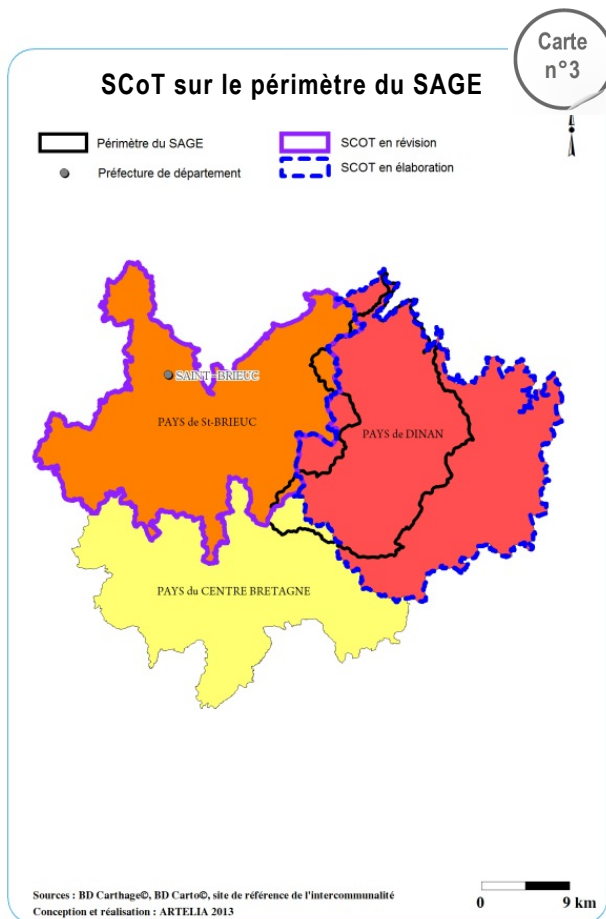 Carte
n°3
SCoT sur le périmètre du SAGE
Périmètre du SAGE
SCOT en révision
Préfecture de département
SCOT en élaboration
SAINT-BRIEUC
PAYS de St-BRIEUC
PAYS de DINAN
PAYS du CENTRE BRETAGNE
Sources : BD Carthage©, BD Carto©, site de référence de l'intercommunalité
Conception et réalisation : ARTELIA 2013
0 9 km